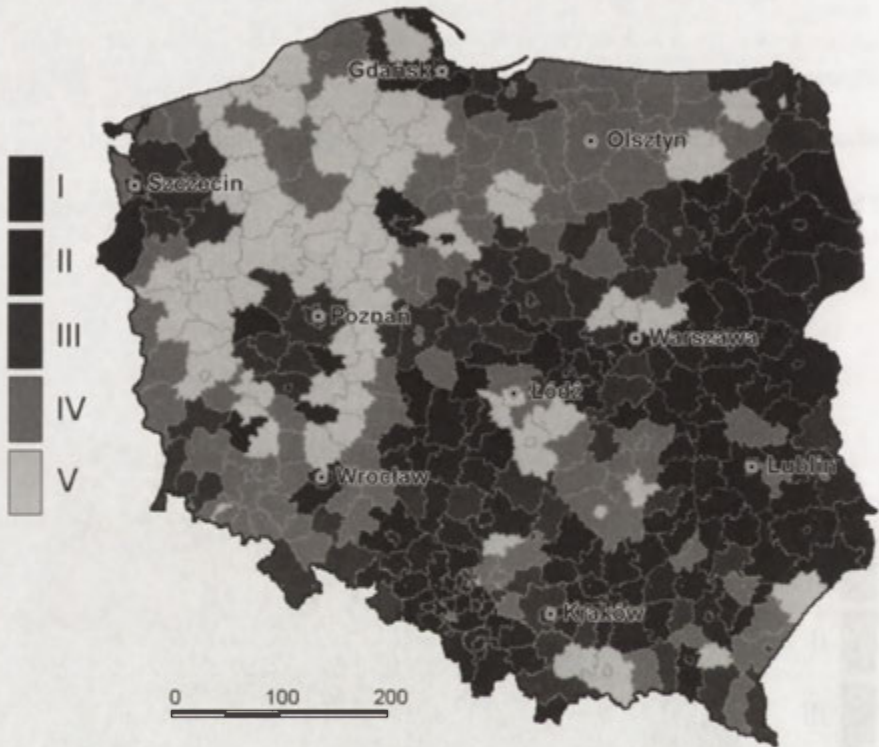 Gdańsk
Olsztyn
I
Szczecin
II
Poznań
III
Warszawa
IV
Łódź
V
Wrocław
Lublin
Kraków
0 100 200